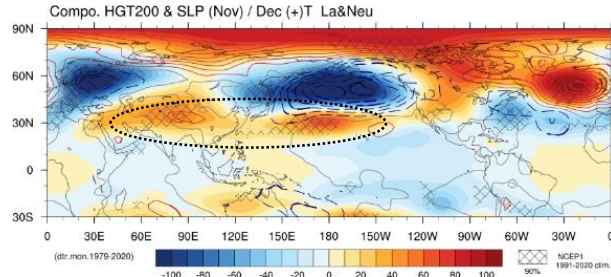 Compo. HGT200 & SLP (Nov) / Dec (+)T La&Neu
90N
60N
30N
0
30S
0 30E 60E 90E 120E 150E 180 150W 120W 90W 60W 30W 0
(dtr.mon.1979-2020)
-100 -80 -60 -40 -20 0 20 40 60 80 100
90%
NCEP1
1991-2020 clim.